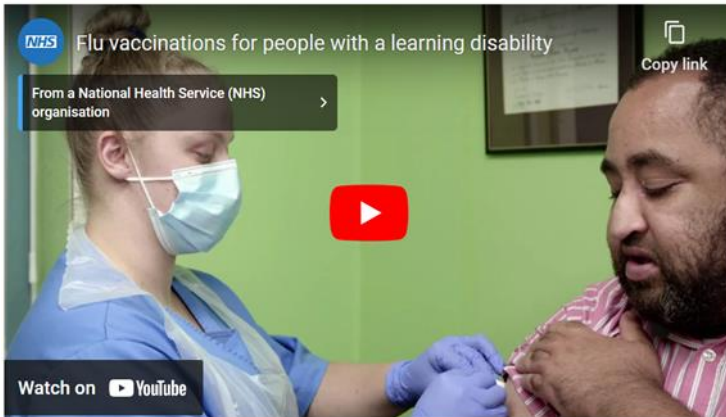 NHS
Flu vaccinations for people with a learning disability
Copy link
From a National Health Service (NHS)
organisation
Watch on YouTube